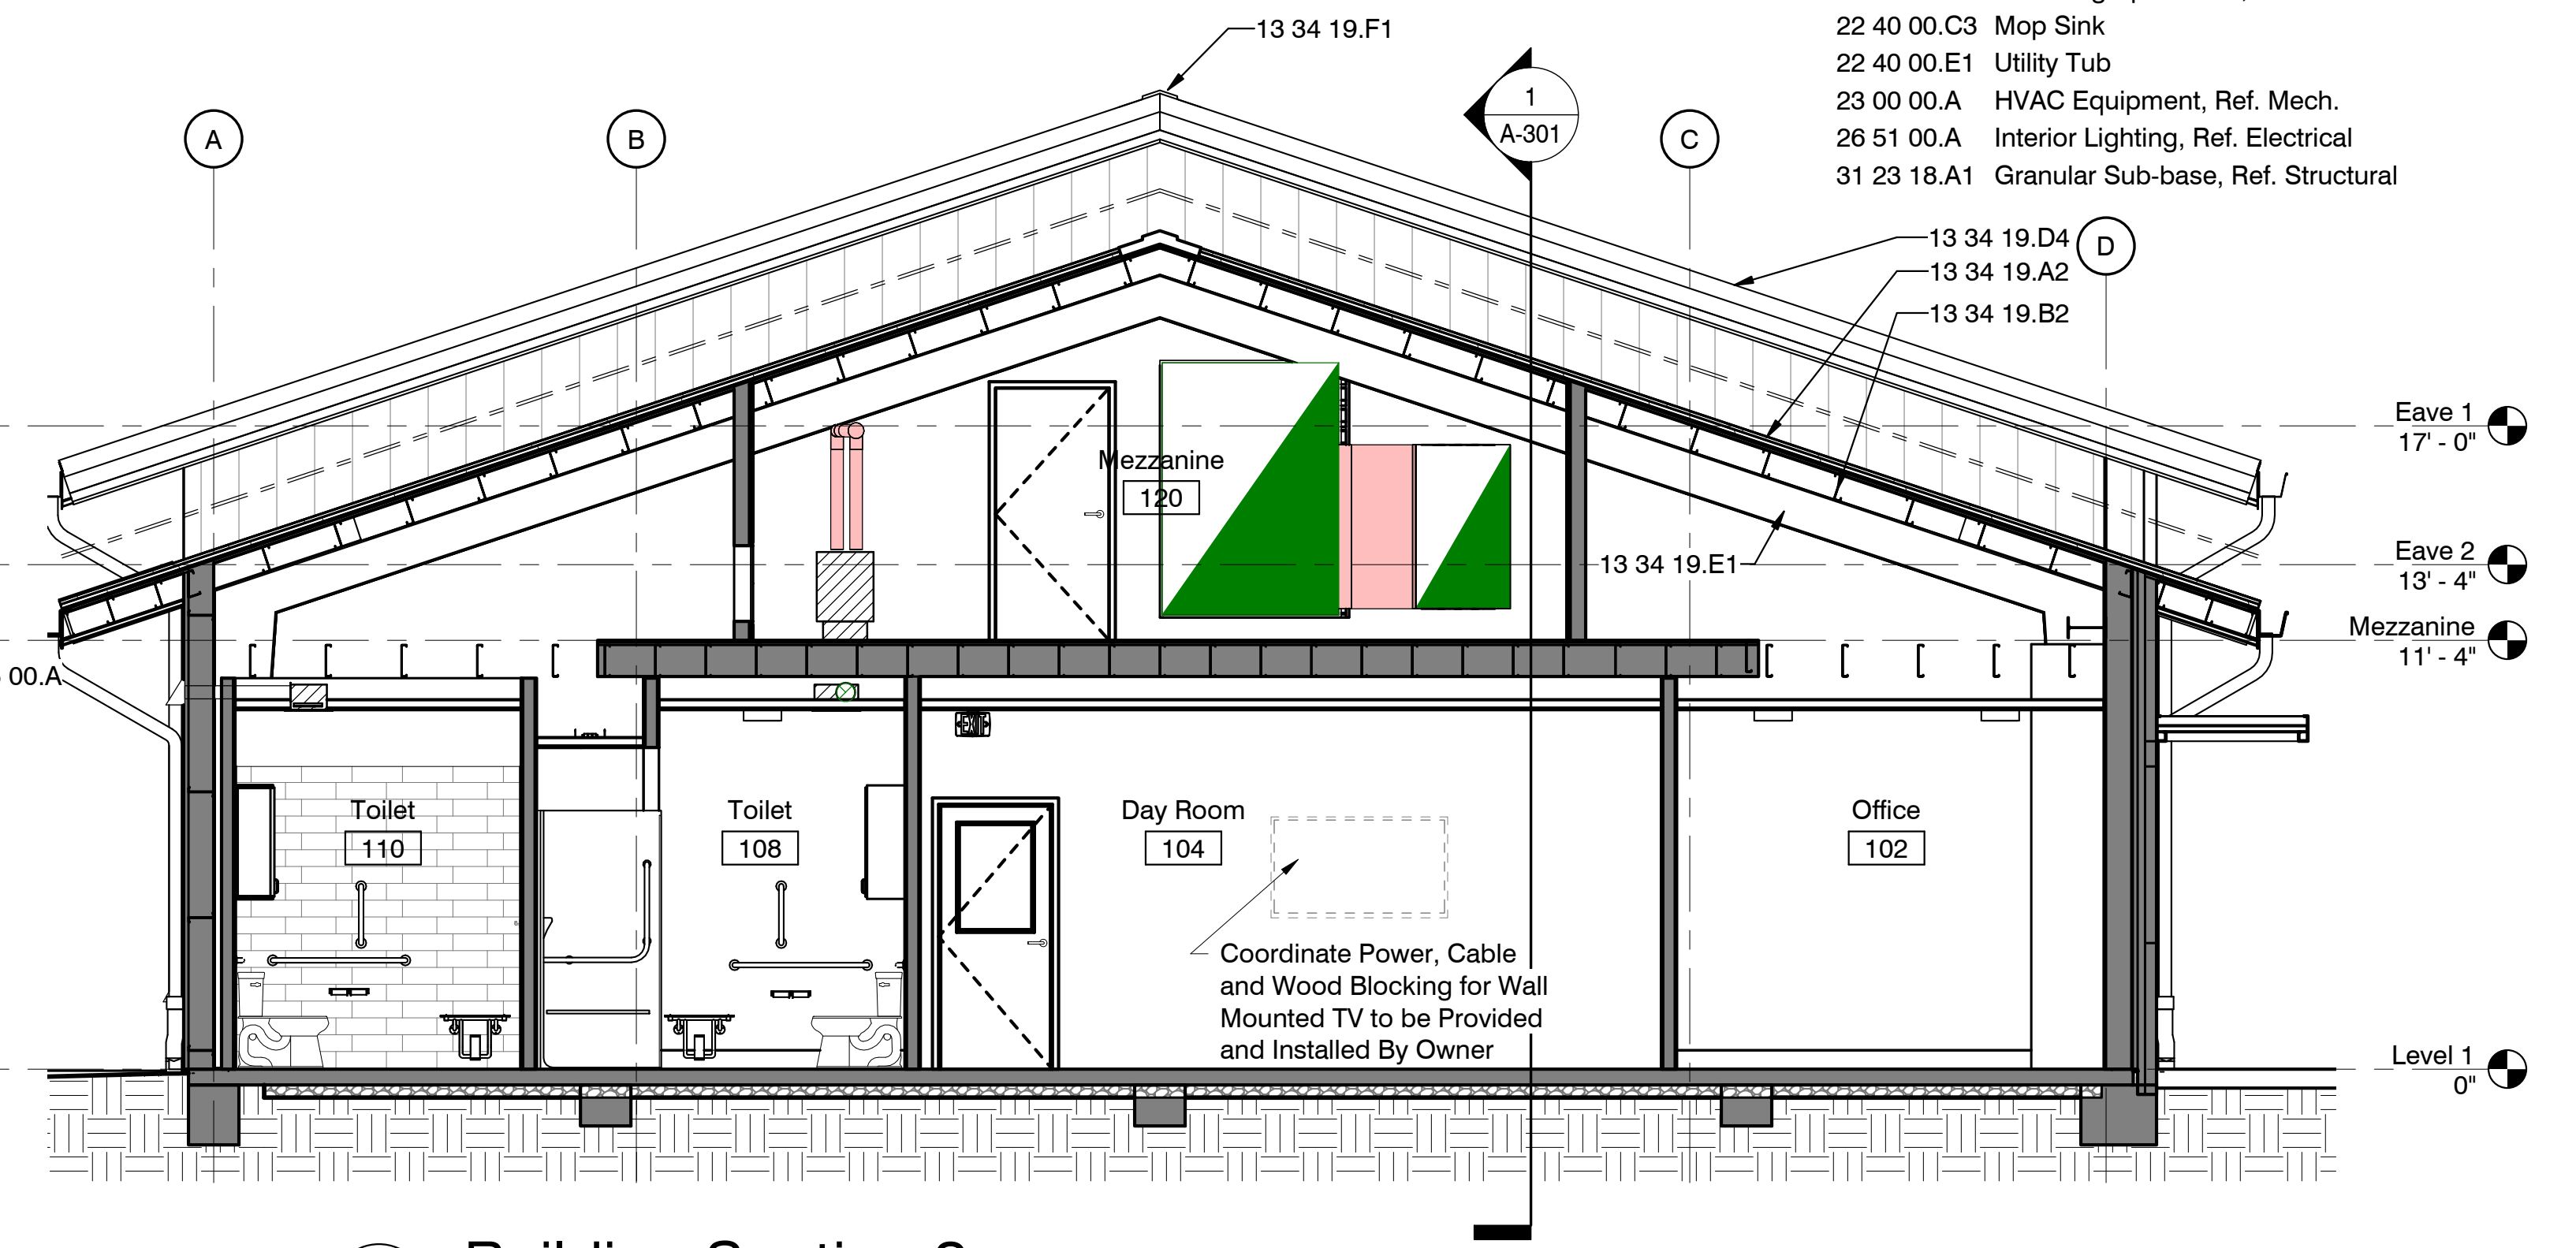 13 34 19.F1
22 40 00.C3 Mop Sink
22 40 00.E1 Utility Tub
23 00 00.A HVAC Equipment, Ref. Mech.
26 51 00.A Interior Lighting, Ref. Electrical
31 23 18.A1 Granular Sub-base, Ref. Structural
1
A-301
A
B
C
D
13 34 19.D4
13 34 19.A2
13 34 19.B2
Eave 1
17' - 0"
Mezzanine
120
13 34 19.E1
Eave 2
13' - 4"
Mezzanine
11' - 4"
00.A
EXIT
Toilet
110
Toilet
108
Day Room
104
Office
102
Coordinate Power, Cable
and Wood Blocking for Wall
Mounted TV to be Provided
and Installed By Owner
Level 1
0"
Building Section 2